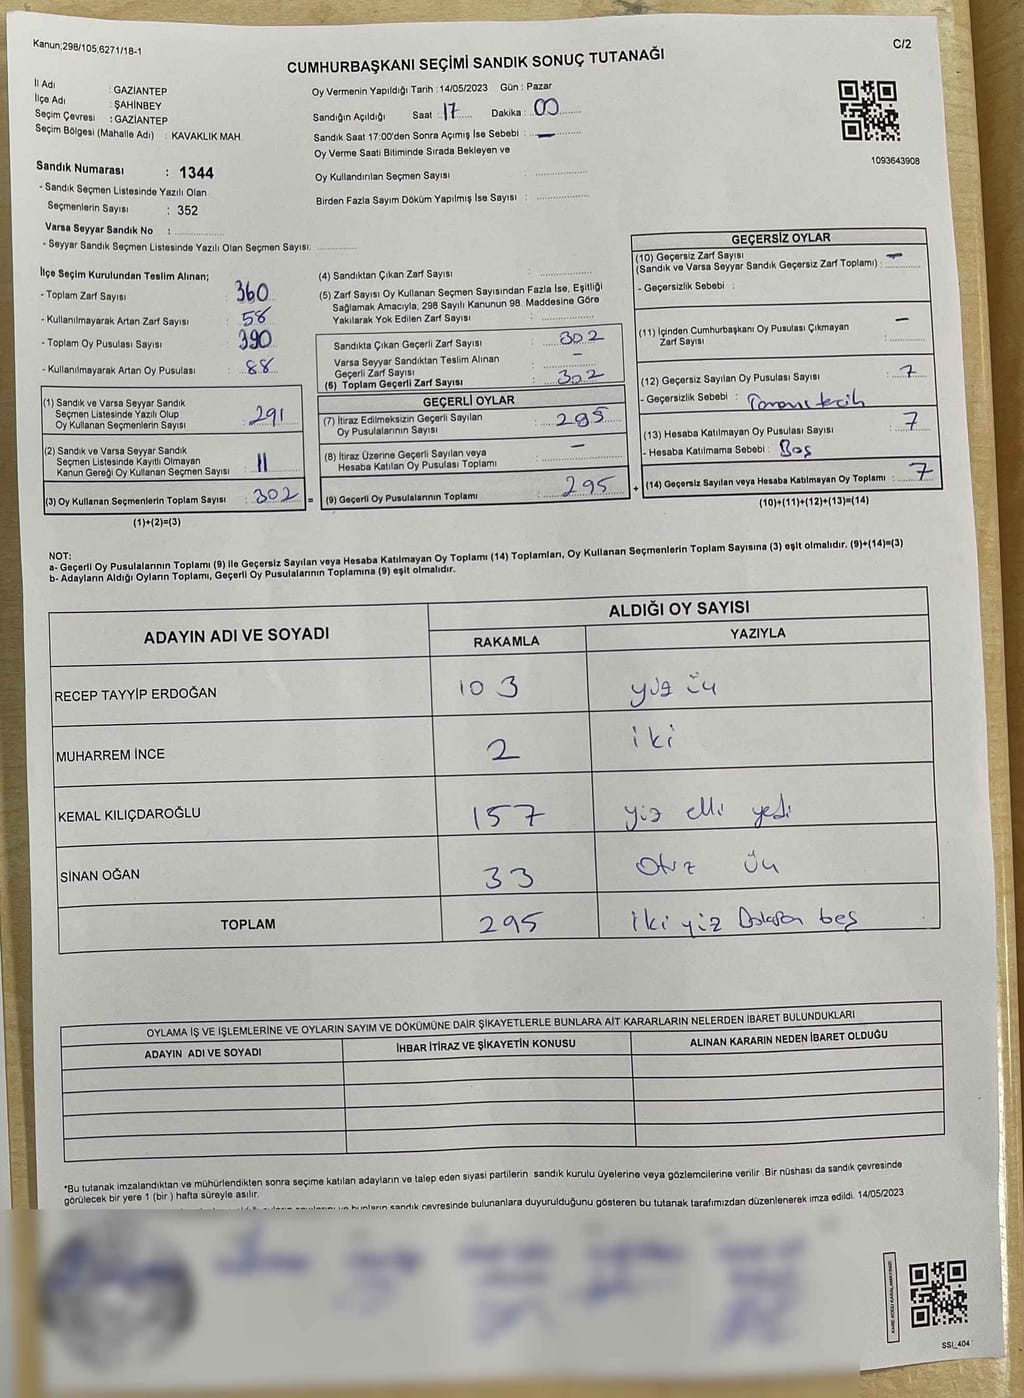 Kanun;298/105;6271/18-1
C/2
CUMHURBAŞKANI SEÇİMİ SANDIK SONUÇ TUTANAĞI
İl Adı : GAZİANTEP
İlçe Adı : ŞAHİNBEY
Seçim Çevresi : GAZİANTEP
Seçim Bölgesi (Mahalle Adı) : KAVAKLIK MAH.
Oy Vermenin Yapıldığı Tarih : 14/05/2023 Gün : Pazar
Sandığın Açıldığı Saat : 17 Dakika : 00
Sandık Saat 17:00'den Sonra Açımış İse Sebebi : —
Oy Verme Saati Bitiminde Sırada Bekleyen ve
Oy Kullandırılan Seçmen Sayısı :
Birden Fazla Sayım Döküm Yapılmış İse Sayısı :
1093643908
Sandık Numarası : 1344
- Sandık Seçmen Listesinde Yazılı Olan
Seçmenlerin Sayısı : 352
Varsa Seyyar Sandık No :
- Seyyar Sandık Seçmen Listesinde Yazılı Olan Seçmen Sayısı:
İlçe Seçim Kurulundan Teslim Alınan;
- Toplam Zarf Sayısı : 360
- Kullanılmayarak Artan Zarf Sayısı : 58
- Toplam Oy Pusulası Sayısı : 390
- Kullanılmayarak Artan Oy Pusulası : 88
(1) Sandık ve Varsa Seyyar Sandık
Seçmen Listesinde Yazılı Olup
Oy Kullanan Seçmenlerin Sayısı : 291
(2) Sandık ve Varsa Seyyar Sandık
Seçmen Listesinde Kayıtlı Olmayan
Kanun Gereği Oy Kullanan Seçmen Sayısı : 11
(3) Oy Kullanan Seçmenlerin Toplam Sayısı : 302 =
(1)+(2)=(3)
(4) Sandıktan Çıkan Zarf Sayısı :
(5) Zarf Sayısı Oy Kullanan Seçmen Sayısından Fazla İse, Eşitliği
Sağlamak Amacıyla, 298 Sayılı Kanunun 98. Maddesine Göre
Yakılarak Yok Edilen Zarf Sayısı :
Sandıkta Çıkan Geçerli Zarf Sayısı : 302
Varsa Seyyar Sandıktan Teslim Alınan
Geçerli Zarf Sayısı : —
(6) Toplam Geçerli Zarf Sayısı : 302
GEÇERLİ OYLAR
(7) İtiraz Edilmeksizin Geçerli Sayılan
Oy Pusulalarının Sayısı : 295
(8) İtiraz Üzerine Geçerli Sayılan veya
Hesaba Katılan Oy Pusulası Toplamı : —
(9) Geçerli Oy Pusulalarının Toplamı : 295 +
GEÇERSİZ OYLAR
(10) Geçersiz Zarf Sayısı
(Sandık ve Varsa Seyyar Sandık Geçersiz Zarf Toplamı) : —
- Geçersizlik Sebebi :
(11) İçinden Cumhurbaşkanı Oy Pusulası Çıkmayan
Zarf Sayısı : —
(12) Geçersiz Sayılan Oy Pusulası Sayısı : 7
- Geçersizlik Sebebi :
(13) Hesaba Katılmayan Oy Pusulası Sayısı : 7
- Hesaba Katılmama Sebebi : Boş
(14) Geçersiz Sayılan veya Hesaba Katılmayan Oy Toplamı : 7
(10)+(11)+(12)+(13)=(14)
NOT:
a- Geçerli Oy Pusulalarının Toplamı (9) ile Geçersiz Sayılan veya Hesaba Katılmayan Oy Toplamı (14) Toplamları, Oy Kullanan Seçmenlerin Toplam Sayısına (3) eşit olmalıdır. (9)+(14)=(3)
b- Adayların Aldığı Oyların Toplamı, Geçerli Oy Pusulalarının Toplamına (9) eşit olmalıdır.
ADAYIN ADI VE SOYADI
ALDIĞI OY SAYISI
RAKAMLA YAZIYLA
RECEP TAYYİP ERDOĞAN 103 yüz üç
MUHARREM İNCE 2 iki
KEMAL KILIÇDAROĞLU 157 yüz elli yedi
SİNAN OĞAN 33 Otuz üç
TOPLAM 295 iki yüz Doksan beş
OYLAMA İŞ VE İŞLEMLERİNE VE OYLARIN SAYIM VE DÖKÜMÜNE DAİR ŞİKAYETLERLE BUNLARA AİT KARARLARIN NELERDEN İBARET BULUNDUKLARI
ADAYIN ADI VE SOYADI İHBAR İTİRAZ VE ŞİKAYETİN KONUSU ALINAN KARARIN NEDEN İBARET OLDUĞU
*Bu tutanak imzalandıktan ve mühürlendikten sonra seçime katılan adayların ve talep eden siyasi partilerin sandık kurulu üyelerine veya gözlemcilerine verilir. Bir nüshası da sandık çevresinde
görülecek bir yere 1 (bir) hafta süreyle asılır.
sandık çevresinde bulunanlara duyurulduğunu gösteren bu tutanak tarafımızdan düzenlenerek imza edildi. 14/05/2023
KARE KODU KARALAMAYINIZ!
SSI_404